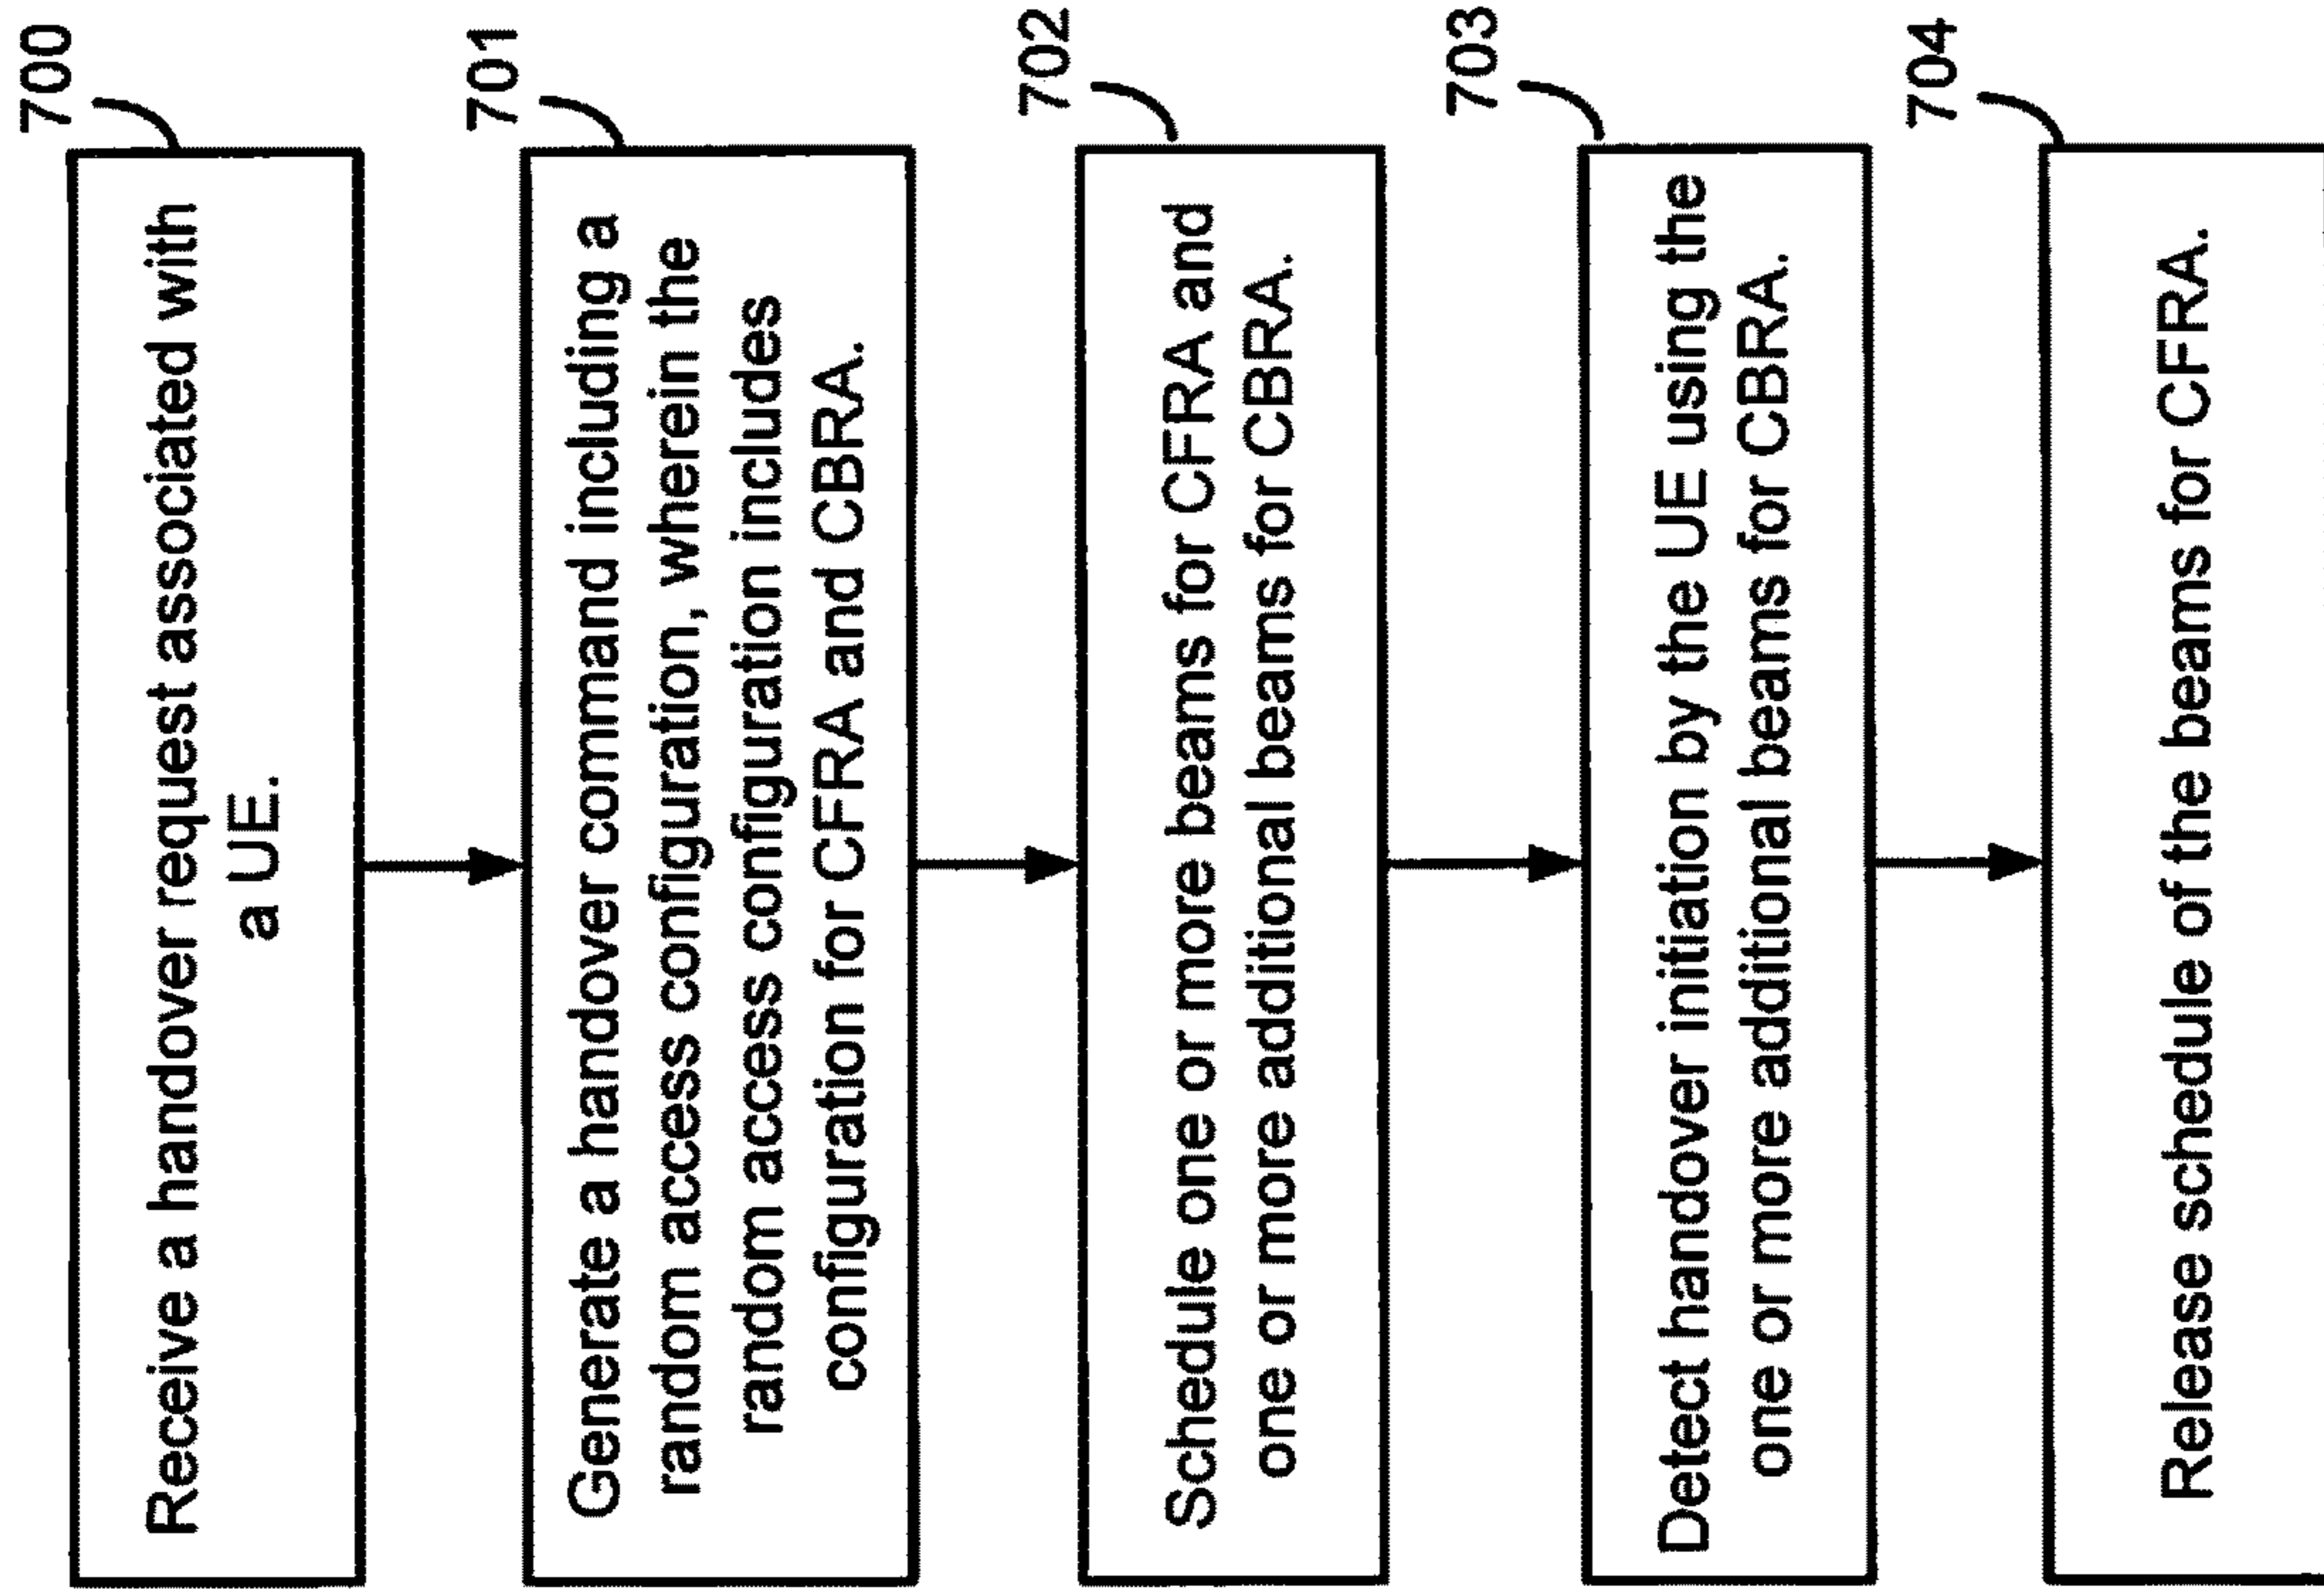 700
Receive a handover request associated with
a UE.
701
Generate a handover command including a
random access configuration, wherein the
random access configuration includes
configuration for CFRA and CBRA.
702
Schedule one or more beams for CFRA and
one or more additional beams for CBRA.
703
Detect handover initiation by the UE using the
one or more additional beams for CBRA.
704
Release schedule of the beams for CFRA.